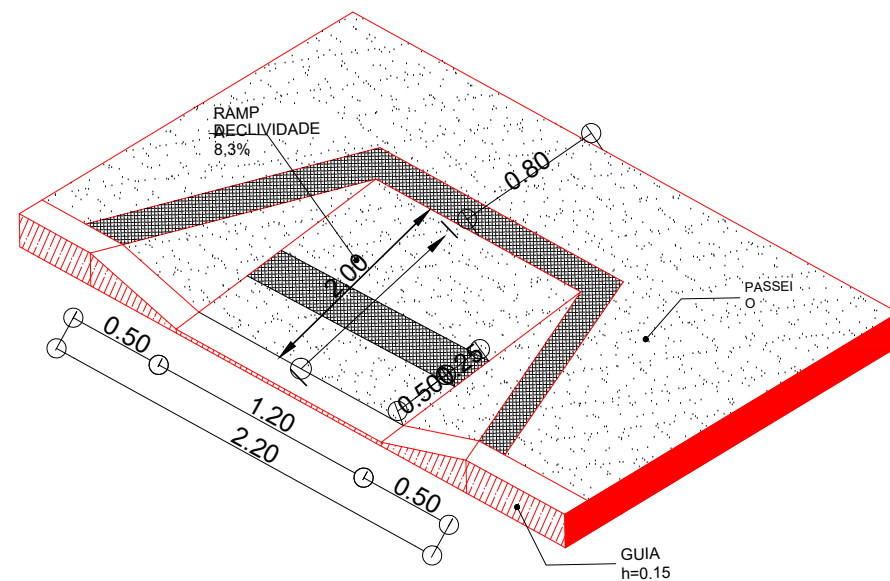 RAMP
A
DECLIVIDADE
8,3%
0.80
2.00
PASSEI
O
0.25
0.50
0.50
1.20
2.20
0.50
GUIA
h=0,15